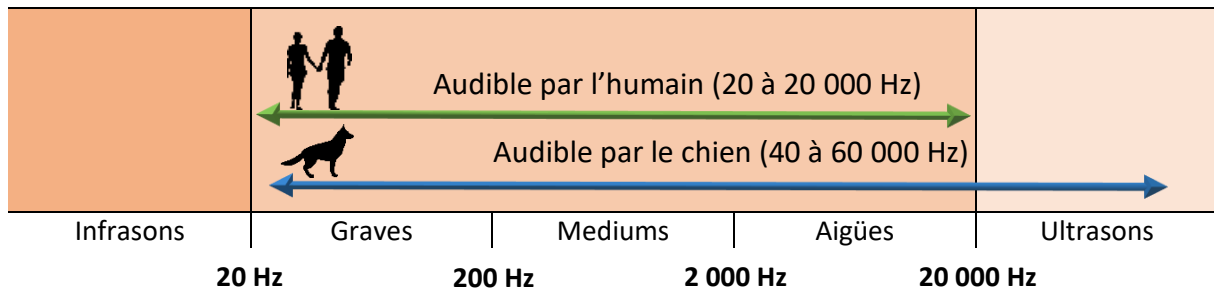 Audible par l’humain (20 à 20 000 Hz)
Audible par le chien (40 à 60 000 Hz)
Infrasons Graves Mediums Aigües Ultrasons
20 Hz 200 Hz 2 000 Hz 20 000 Hz